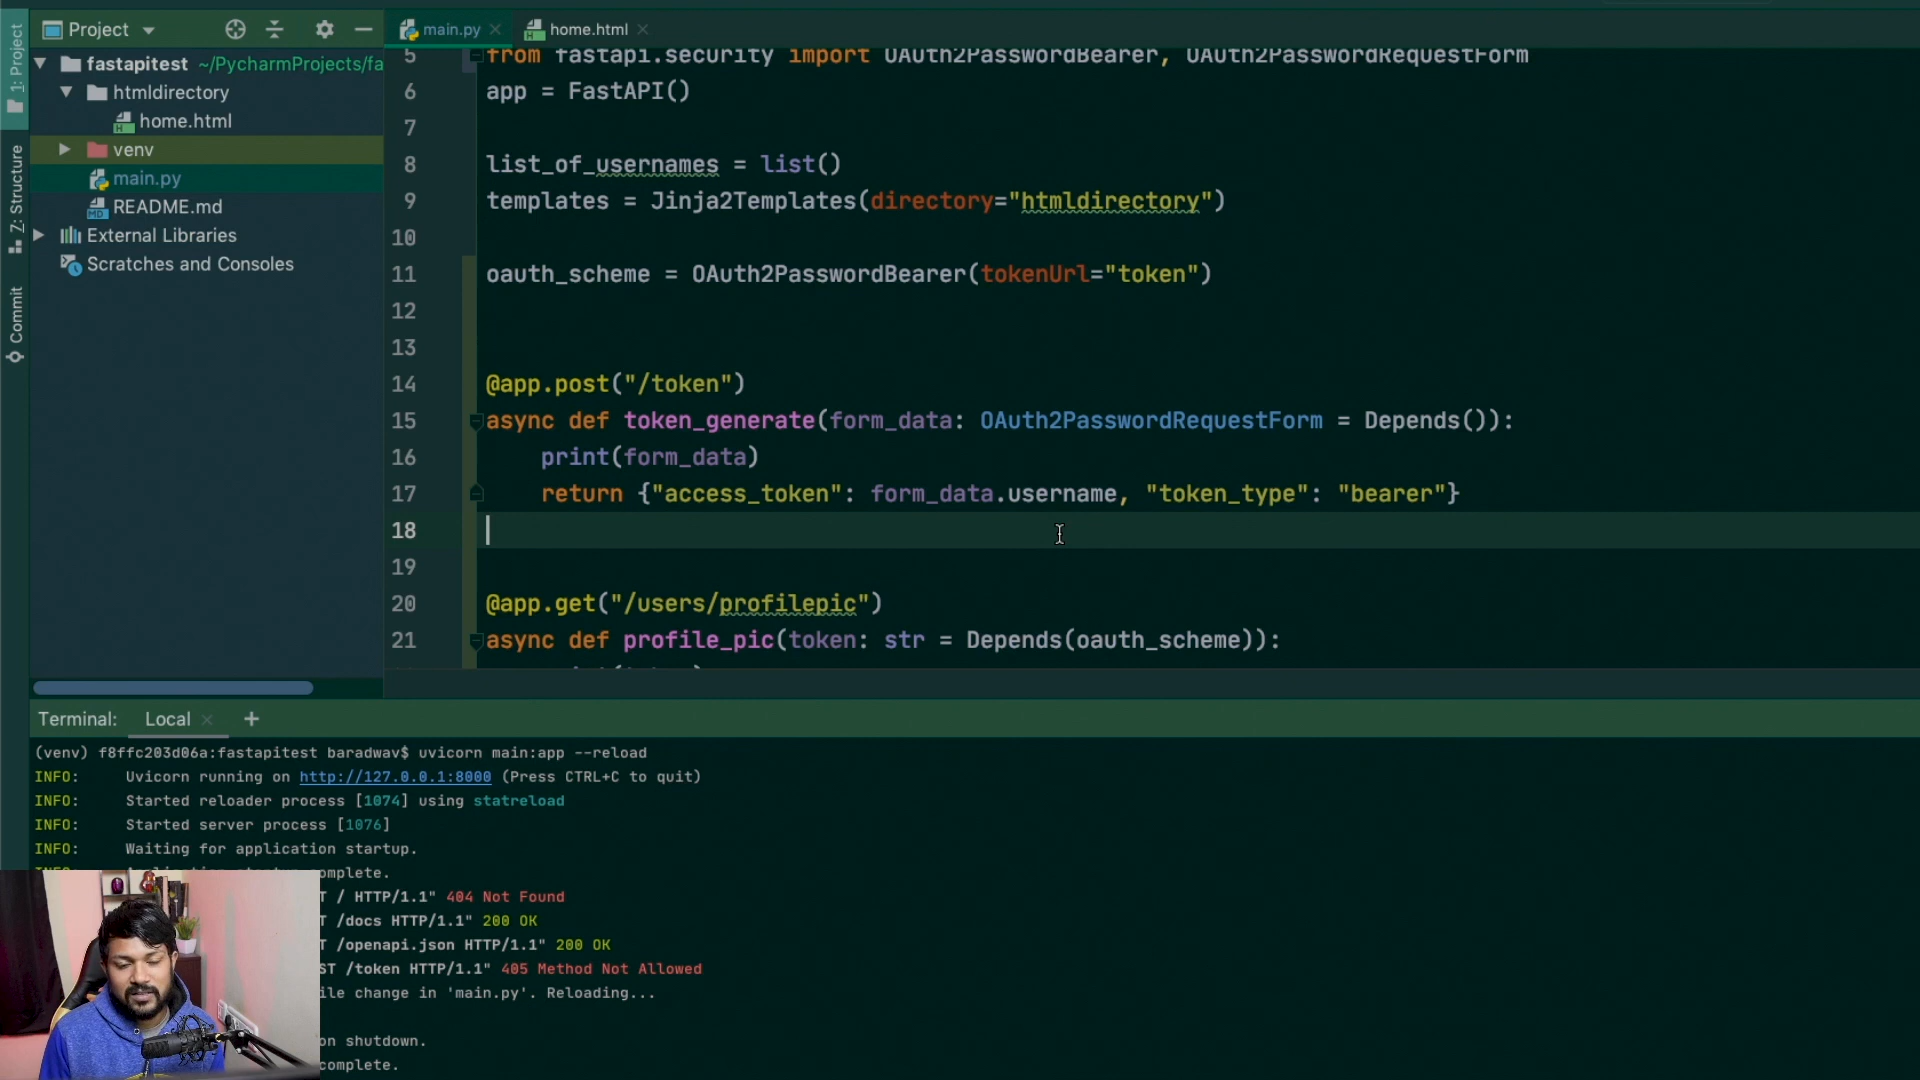 1: Project
Z: Structure
Commit
Project
fastapitest ~/PycharmProjects/fa
htmldirectory
home.html
venv
main.py
README.md
External Libraries
Scratches and Consoles
main.py
home.html
5 from fastapi.security import OAuth2PasswordBearer, OAuth2PasswordRequestForm
6 app = FastAPI()
7
8 list_of_usernames = list()
9 templates = Jinja2Templates(directory="htmldirectory")
10
11 oauth_scheme = OAuth2PasswordBearer(tokenUrl="token")
12
13
14 @app.post("/token")
15 async def token_generate(form_data: OAuth2PasswordRequestForm = Depends()):
16 print(form_data)
17 return {"access_token": form_data.username, "token_type": "bearer"}
18
19
20 @app.get("/users/profilepic")
21 async def profile_pic(token: str = Depends(oauth_scheme)):
Terminal: Local +
(venv) f8ffc203d06a:fastapitest baradwav$ uvicorn main:app --reload
INFO: Uvicorn running on http://127.0.0.1:8000 (Press CTRL+C to quit)
INFO: Started reloader process [1074] using statreload
INFO: Started server process [1076]
INFO: Waiting for application startup.
omplete.
T / HTTP/1.1" 404 Not Found
T /docs HTTP/1.1" 200 OK
T /openapi.json HTTP/1.1" 200 OK
ST /token HTTP/1.1" 405 Method Not Allowed
ile change in 'main.py'. Reloading...
on shutdown.
complete.